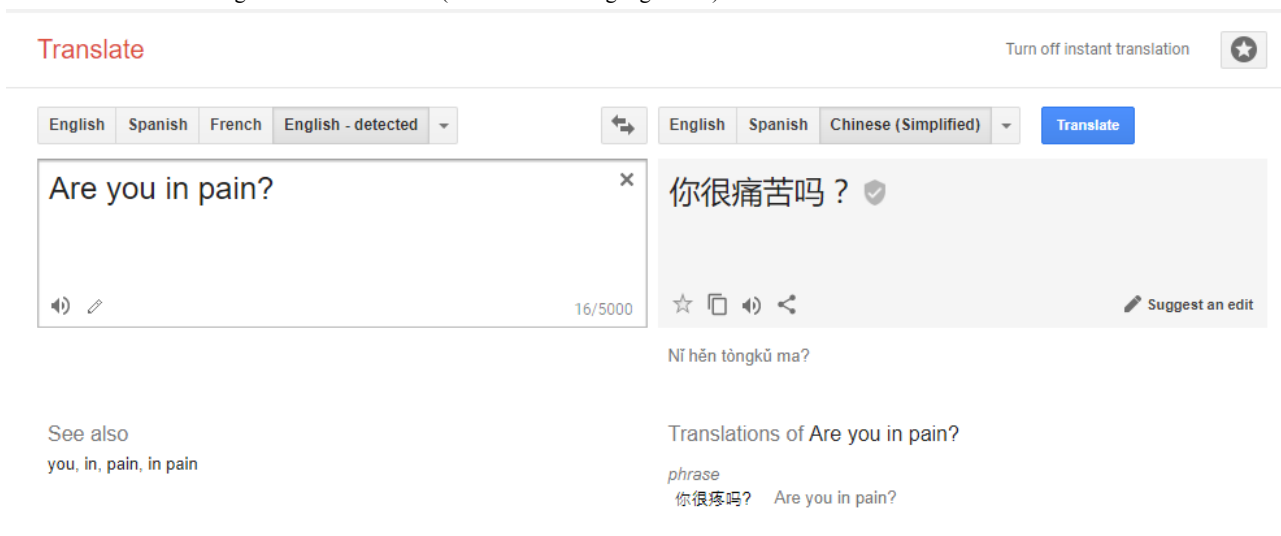 Translate
Turn off instant translation
English Spanish French English - detected
English Spanish Chinese (Simplified) Translate
Are you in pain?
你很痛苦吗？
16/5000
Suggest an edit
Nǐ hěn tòngkǔ ma?
See also
you, in, pain, in pain
Translations of Are you in pain?
phrase
你很疼吗? Are you in pain?